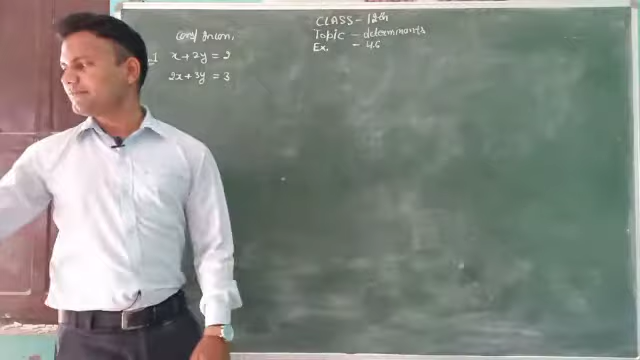 CLASS - 12th
Topic - determinants
Ex. - 4.6
x + 2y = 2
2x + 3y = 3